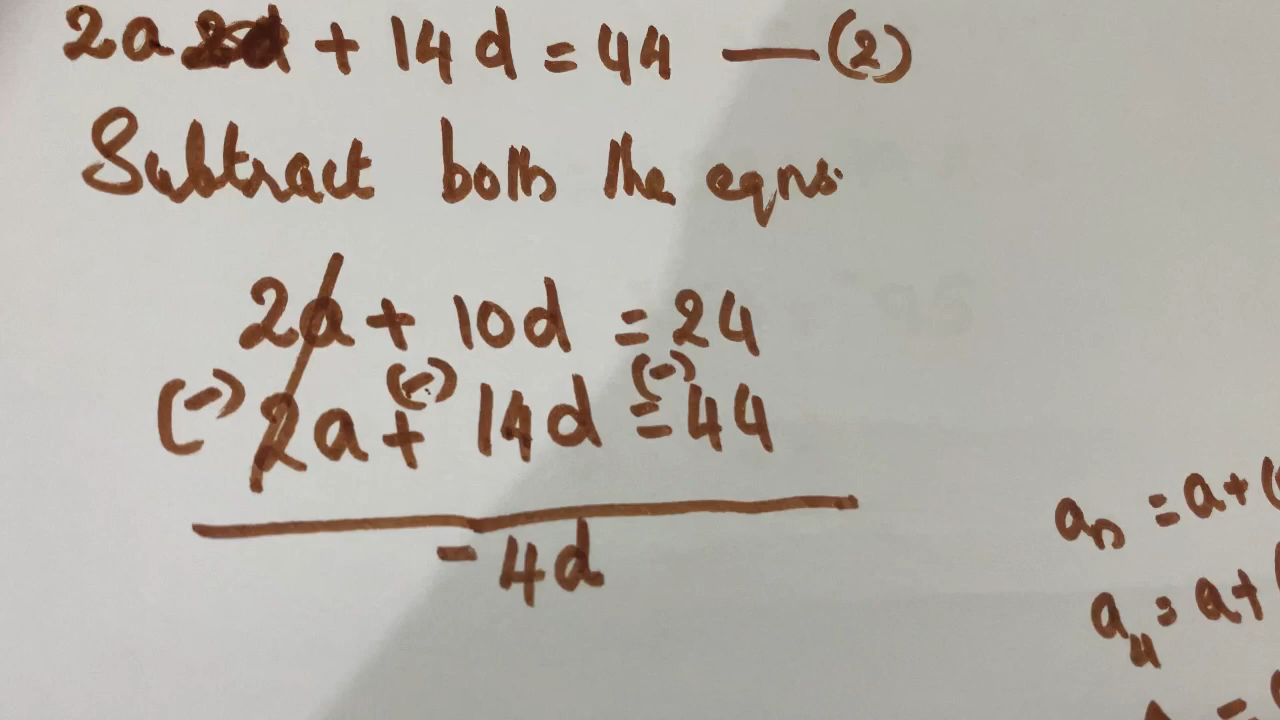 2a + 14d = 44 — (2)
Subtract both the eqns.
2a + 10d = 24
(-) (-) (-)
2a + 14d = 44
- 4d
an = a + (
a4 = a +